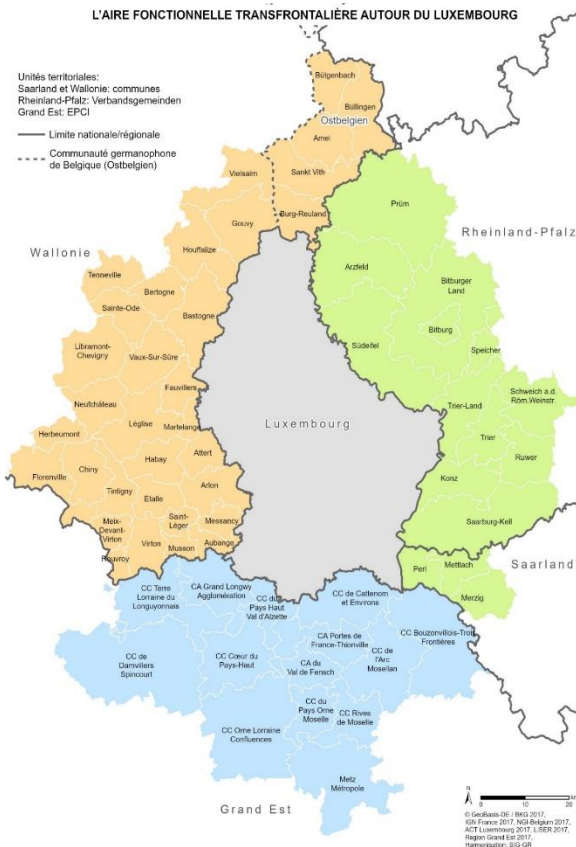 L'AIRE FONCTIONNELLE TRANSFRONTALIÈRE AUTOUR DU LUXEMBOURG
Unités territoriales:
Saarland et Wallonie: communes
Rheinland-Pfalz: Verbandsgemeinden
Grand Est: EPCI
Limite nationale/régionale
Communauté germanophone
de Belgique (Ostbelgien)
Bütgenbach
Büllingen
Ostbelgien
Amel
Sankt Vith
Burg-Reuland
Vielsalm
Gouvy
Wallonie
Houffalize
Tenneville
Bertogne
Sainte-Ode
Bastogne
Libramont-
Chevigny
Vaux-Sur-Sûre
Fauvillers
Neufchâteau
Léglise
Martelange
Herbeumont
Attert
Habay
Chiny
Florenville
Arlon
Tintigny
Etalle
Saint-
Léger
Messancy
Meix-
Devant-
Virton
Virton
Musson
Aubange
Rouvroy
Luxembourg
Rheinland-Pfalz
Prüm
Arzfeld
Bitburger
Land
Bitburg
Südeifel
Speicher
Schweich a.d.
Röm.Weinstr.
Trier-Land
Trier
Ruwer
Konz
Saarburg-Kell
Saarland
Perl
Mettlach
Merzig
CC Terre
Lorraine du
Longuyonnais
CA Grand Longwy
Agglomération
CC du
Pays Haut
Val d'Alzette
CC de Cattenom
et Environs
CC Bouzonvillois-Trois
Frontières
CA Portes de
France-Thionville
CC de
Damvillers
Spincourt
CC Cœur du
Pays-Haut
CA du
Val de Fensch
CC de
l'Arc
Mosellan
CC du
Pays Orne
Moselle
CC Rives
de Moselle
CC Orne Lorraine
Confluences
Metz
Métropole
Grand Est
N
0 10 20
© GeoBasis-DE / BKG 2017,
IGN France 2017, NGI-Belgium 2017,
ACT Luxembourg 2017, LISER 2017,
Region Grand Est 2017,
Harmonisation: SIG-GR